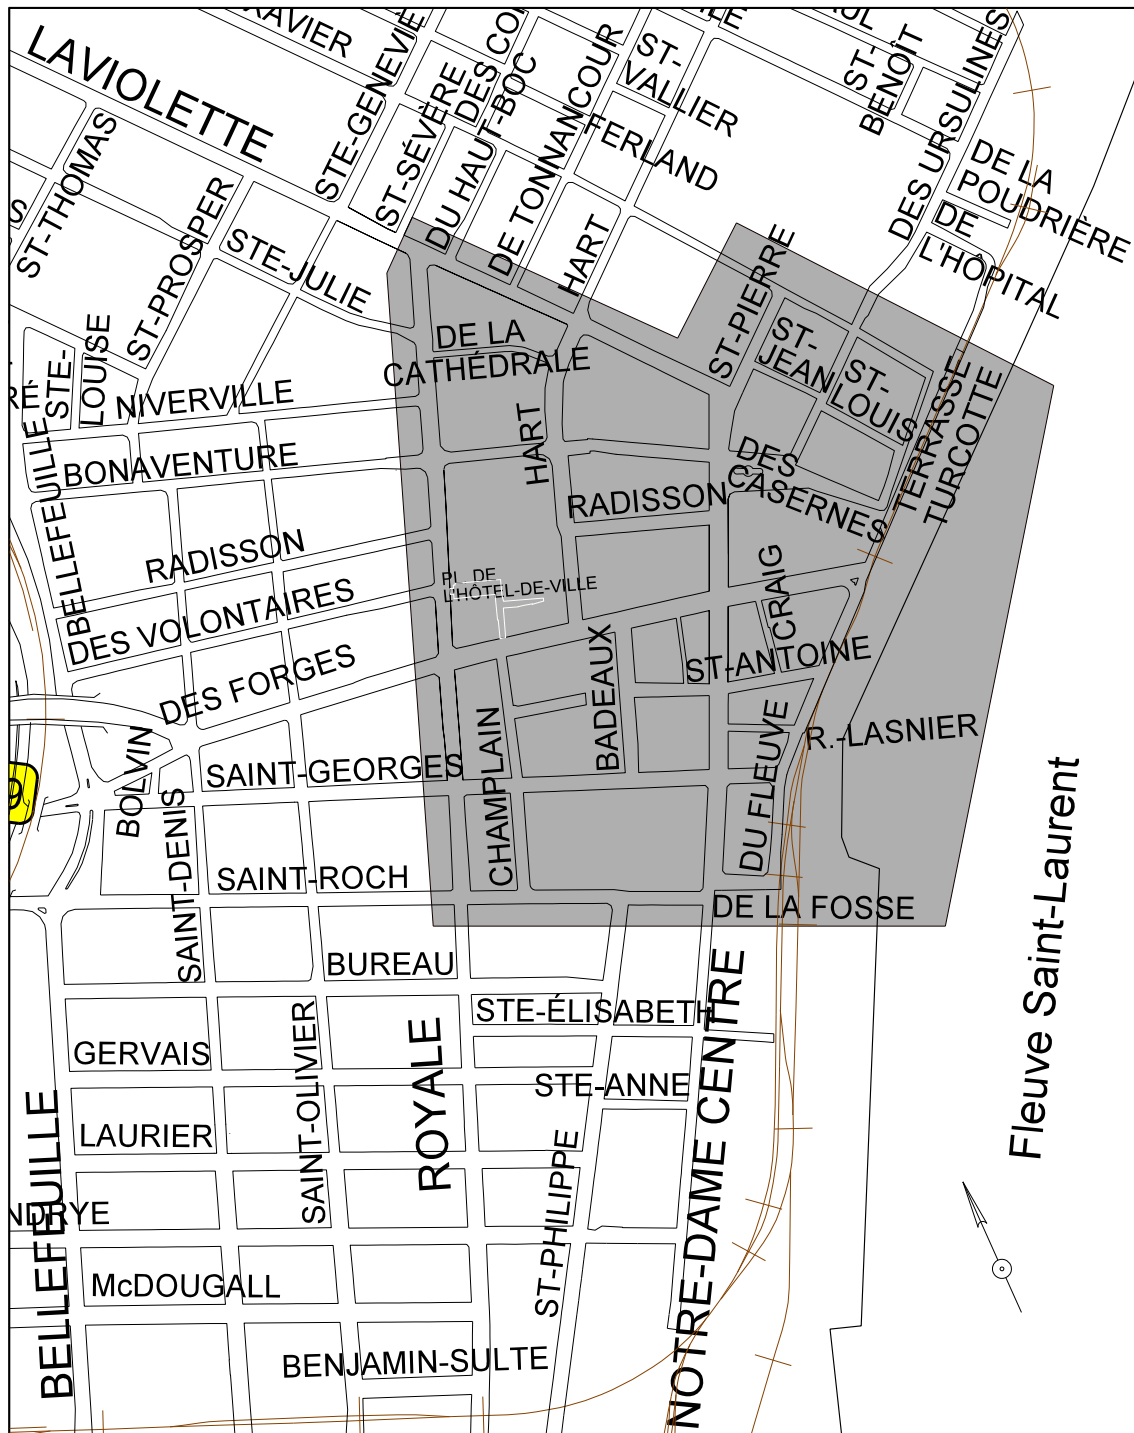 XAVIER
LAVIOLETTE
STE-GENEVIÈ
ST-SÉVÈRE
DES CO
DU HAUT-BOC
DE TONNANCOUR
ST-
VALLIER
FERLAND
HART
ST-
BENOÎT
DES URSULINES
DE LA
POUDRIÈRE
DE
L'HÔPITAL
ST-THOMAS
ST-PROSPER
STE-JULIE
STE-
LOUISE
RÉ
NIVERVILLE
BONAVENTURE
BELLEFEUILLE
RADISSON
DES VOLONTAIRES
DES FORGES
DE LA
CATHÉDRALE
HART
RADISSON
ST-PIERRE
ST-
JEAN
ST-
LOUIS
DES
CASERNES
TERRASSE
TURCOTTE
PL. DE
L'HÔTEL-DE-VILLE
CRAIG
ST-ANTOINE
BADEAUX
CHAMPLAIN
R.-LASNIER
DU FLEUVE
BOLVIN
SAINT-GEORGES
SAINT-DENIS
SAINT-ROCH
9
DE LA FOSSE
BUREAU
STE-ÉLISABETH
GERVAIS
SAINT-OLIVIER
ROYALE
STE-ANNE
NOTRE-DAME CENTRE
LAURIER
ST-PHILIPPE
NDRYE
BELLEFEUILLE
McDOUGALL
BENJAMIN-SULTE
Fleuve Saint-Laurent